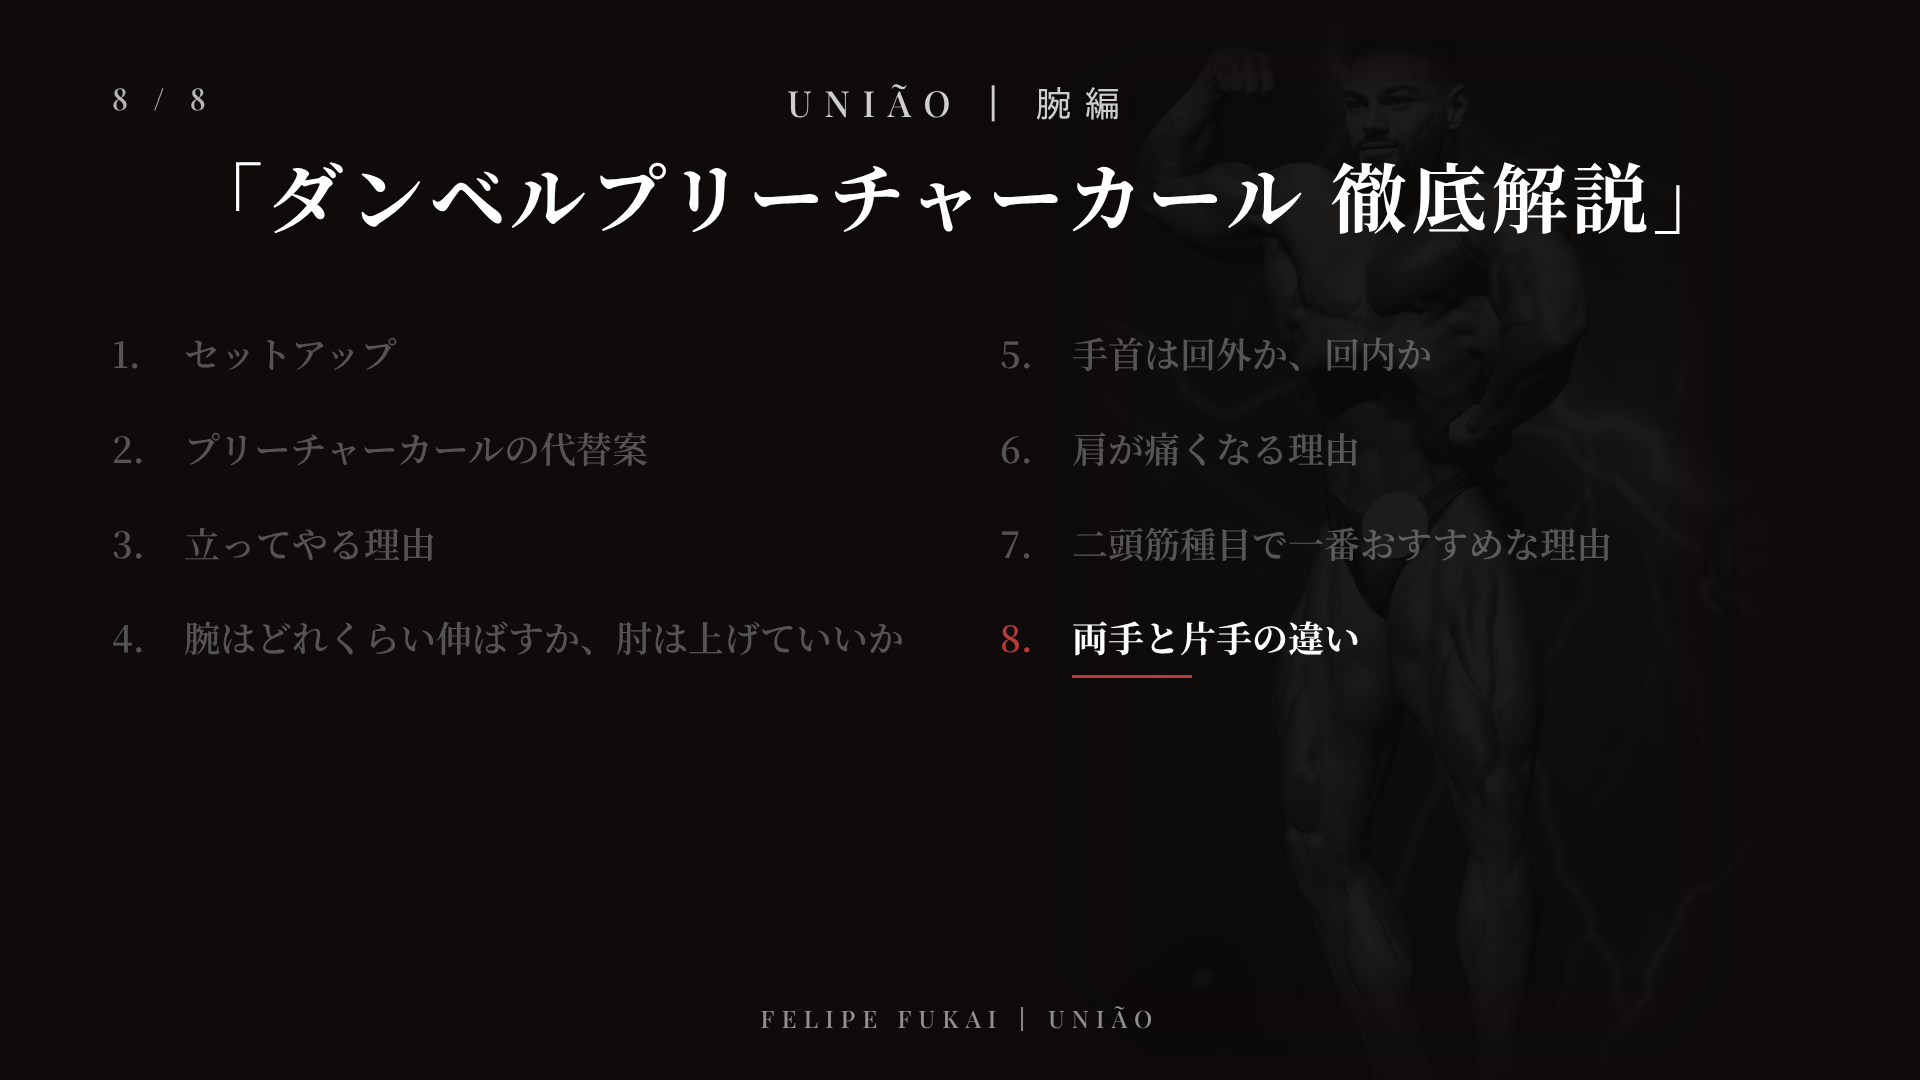 8 / 8
UNIÃO | 腕編
「ダンベルプリーチャーカール 徹底解説」
1. セットアップ
2. プリーチャーカールの代替案
3. 立ってやる理由
4. 腕はどれくらい伸ばすか、肘は上げていいか
5. 手首は回外か、回内か
6. 肩が痛くなる理由
7. 二頭筋種目で一番おすすめな理由
8. 両手と片手の違い
FELIPE FUKAI | UNIÃO